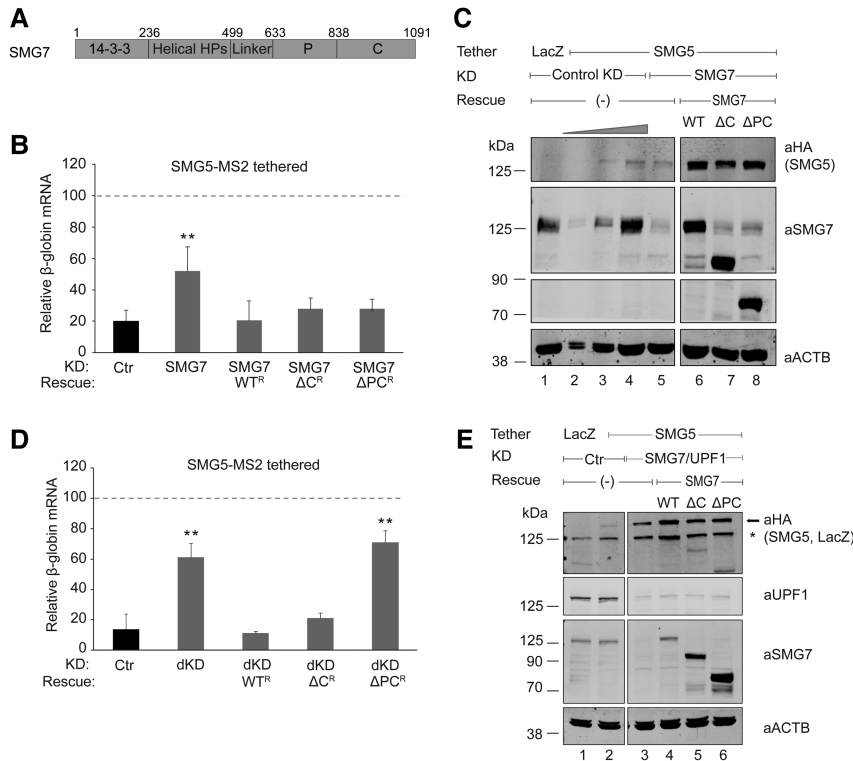 A
1 236 499 633 838 1091
SMG7 14-3-3 Helical HPs Linker P C
B
SMG5-MS2 tethered
Relative β-globin mRNA
120
100
80
60
40
20
0
**
KD: Ctr SMG7 SMG7 SMG7 SMG7
Rescue: WTᴿ ΔCᴿ ΔPCᴿ
C
Tether LacZ SMG5
KD Control KD SMG7
Rescue (-) SMG7
WT ΔC ΔPC
kDa
125
aHA
(SMG5)
125
aSMG7
90
70
38
aACTB
1 2 3 4 5 6 7 8
D
SMG5-MS2 tethered
Relative β-globin mRNA
120
100
80
60
40
20
0
** **
KD: Ctr dKD dKD dKD dKD
Rescue: WTᴿ ΔCᴿ ΔPCᴿ
E
Tether LacZ SMG5
KD Ctr SMG7/UPF1
Rescue (-) SMG7
WT ΔC ΔPC
kDa
aHA
125 * (SMG5, LacZ)
aUPF1
125
125
aSMG7
90
70
aACTB
38
1 2 3 4 5 6